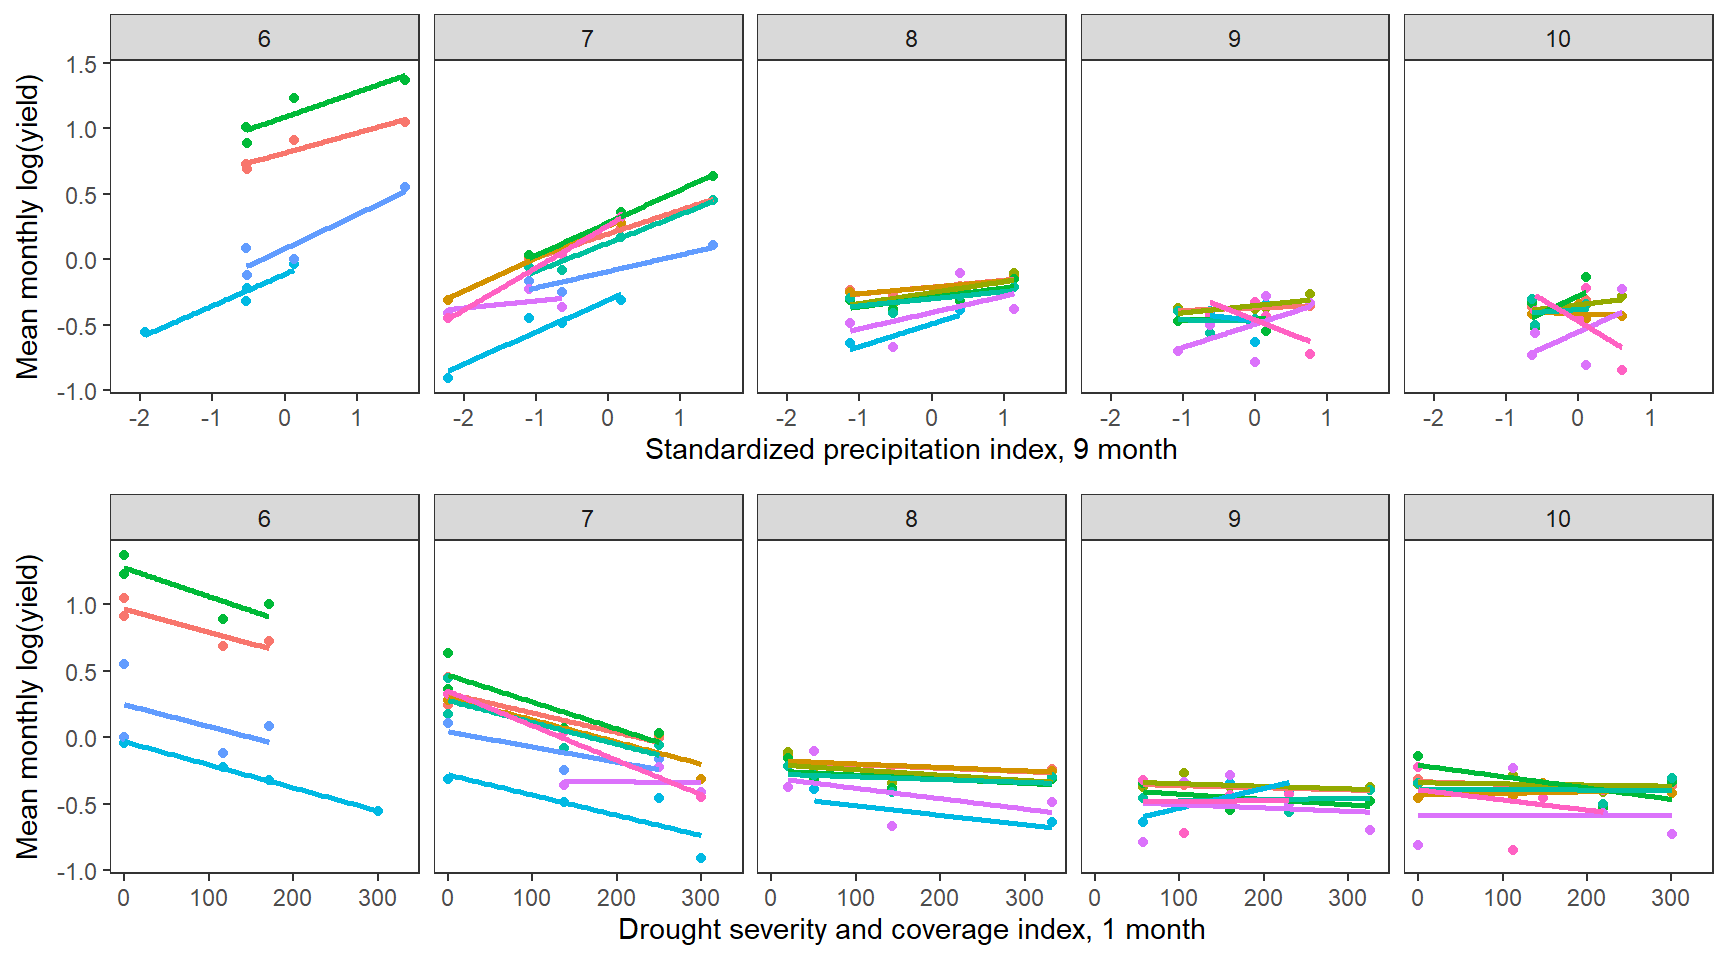 6 7 8 9 10
Mean monthly log(yield)
1.5
1.0
0.5
0.0
-0.5
-1.0
-2 -1 0 1 -2 -1 0 1 -2 -1 0 1 -2 -1 0 1 -2 -1 0 1
Standardized precipitation index, 9 month
6 7 8 9 10
Mean monthly log(yield)
1.0
0.5
0.0
-0.5
-1.0
0 100 200 300 0 100 200 300 0 100 200 300 0 100 200 300 0 100 200 300
Drought severity and coverage index, 1 month